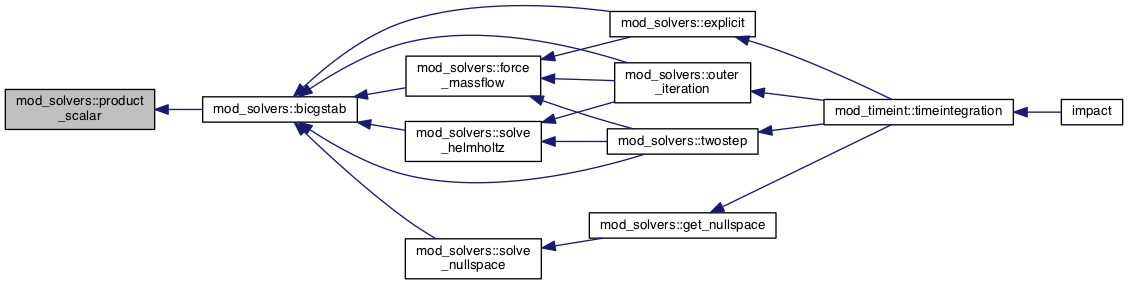 mod_solvers::product
_scalar
mod_solvers::bicgstab
mod_solvers::force
_massflow
mod_solvers::solve
_helmholtz
mod_solvers::solve
_nullspace
mod_solvers::explicit
mod_solvers::outer
_iteration
mod_solvers::twostep
mod_solvers::get_nullspace
mod_timeint::timeintegration
impact